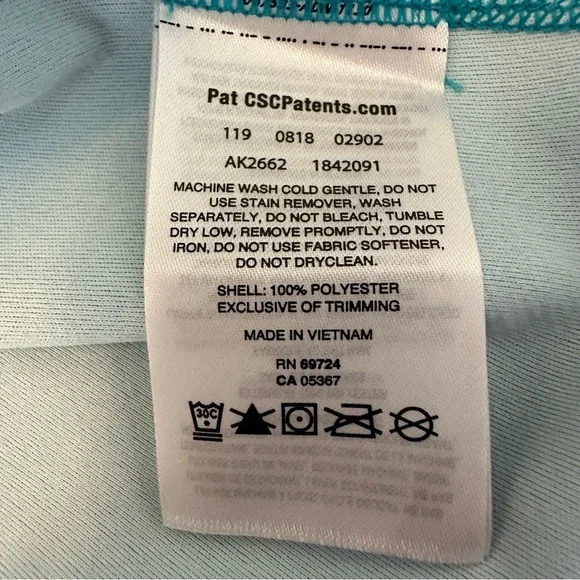 Pat CSCPatents.com
119 0818 02902
AK2662 1842091
MACHINE WASH COLD GENTLE, DO NOT
USE STAIN REMOVER, WASH
SEPARATELY, DO NOT BLEACH, TUMBLE
DRY LOW, REMOVE PROMPTLY, DO NOT
IRON, DO NOT USE FABRIC SOFTENER,
DO NOT DRYCLEAN.
SHELL: 100% POLYESTER
EXCLUSIVE OF TRIMMING
MADE IN VIETNAM
RN 69724
CA 05367
30C